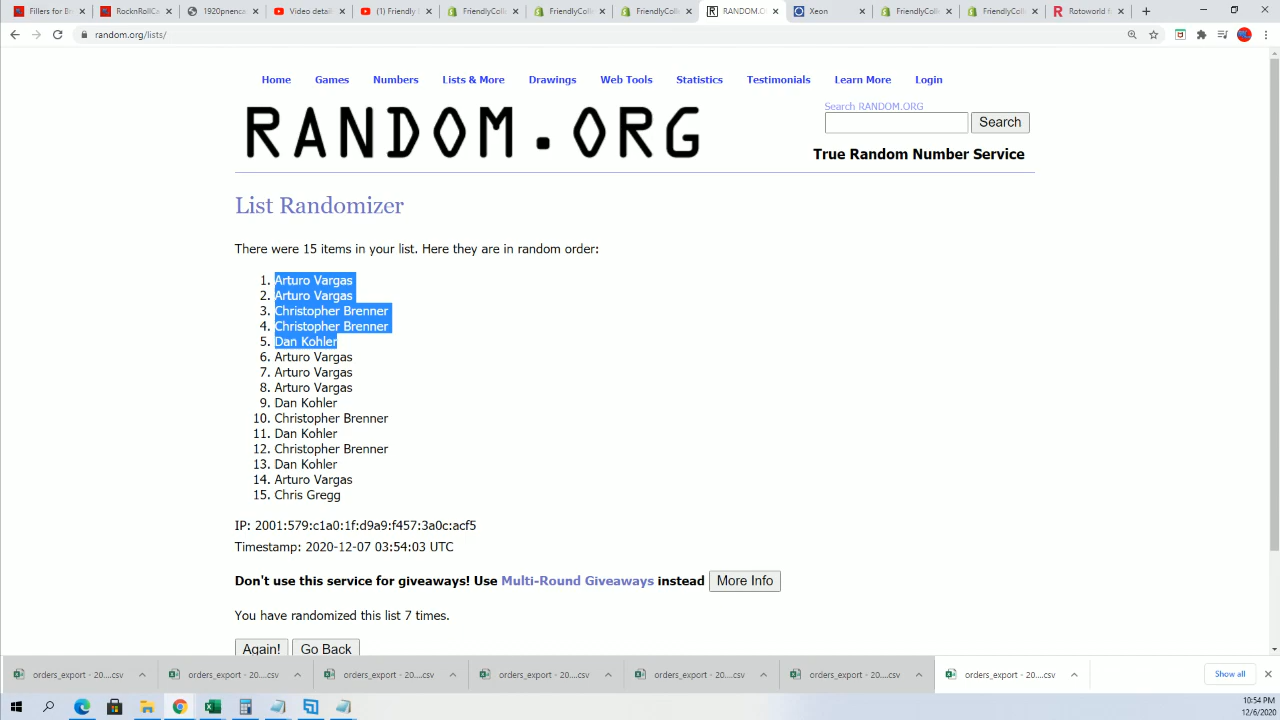 Fillers for B
RocknRollCa
1920pnenca
Video detai
(1) Friendly
FriendlyColl
FriendlyColl
FriendlyColl
RANDOM.O
Xeon
FriendlyColl
FriendlyColl
Rotoworld f
random.org/lists/
Home Games Numbers Lists & More Drawings Web Tools Statistics Testimonials Learn More Login
RANDOM.ORG
Search RANDOM.ORG
Search
True Random Number Service
List Randomizer
There were 15 items in your list. Here they are in random order:
1. Arturo Vargas
2. Arturo Vargas
3. Christopher Brenner
4. Christopher Brenner
5. Dan Kohler
6. Arturo Vargas
7. Arturo Vargas
8. Arturo Vargas
9. Dan Kohler
10. Christopher Brenner
11. Dan Kohler
12. Christopher Brenner
13. Dan Kohler
14. Arturo Vargas
15. Chris Gregg
IP: 2001:579:c1a0:1f:d9a9:f457:3a0c:acf5
Timestamp: 2020-12-07 03:54:03 UTC
Don't use this service for giveaways! Use Multi-Round Giveaways instead More Info
You have randomized this list 7 times.
Again! Go Back
orders_export - 20....csv orders_export - 20....csv orders_export - 20....csv orders_export - 20....csv orders_export - 20....csv orders_export - 20....csv orders_export - 20....csv Show all
10:54 PM
12/6/2020